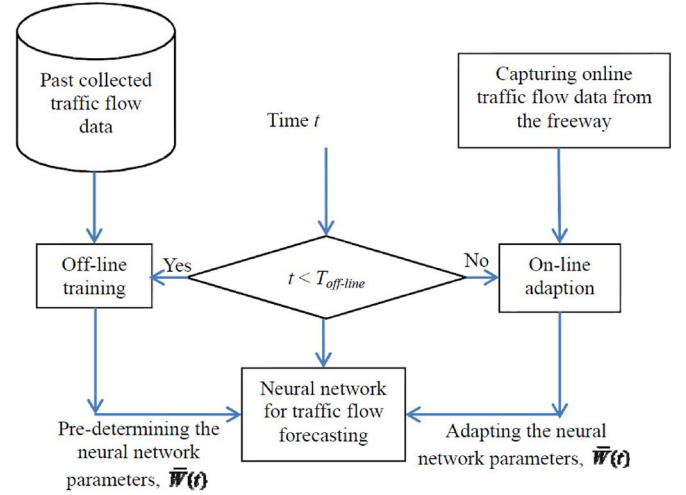 Past collected
traffic flow
data
Time t
Capturing online
traffic flow data from
the freeway
Off-line
training
Yes
t < T_off-line
No
On-line
adaption
Neural network
for traffic flow
forecasting
Pre-determining the
neural network
parameters, W̿(t)
Adapting the neural
network parameters, W̿(t)